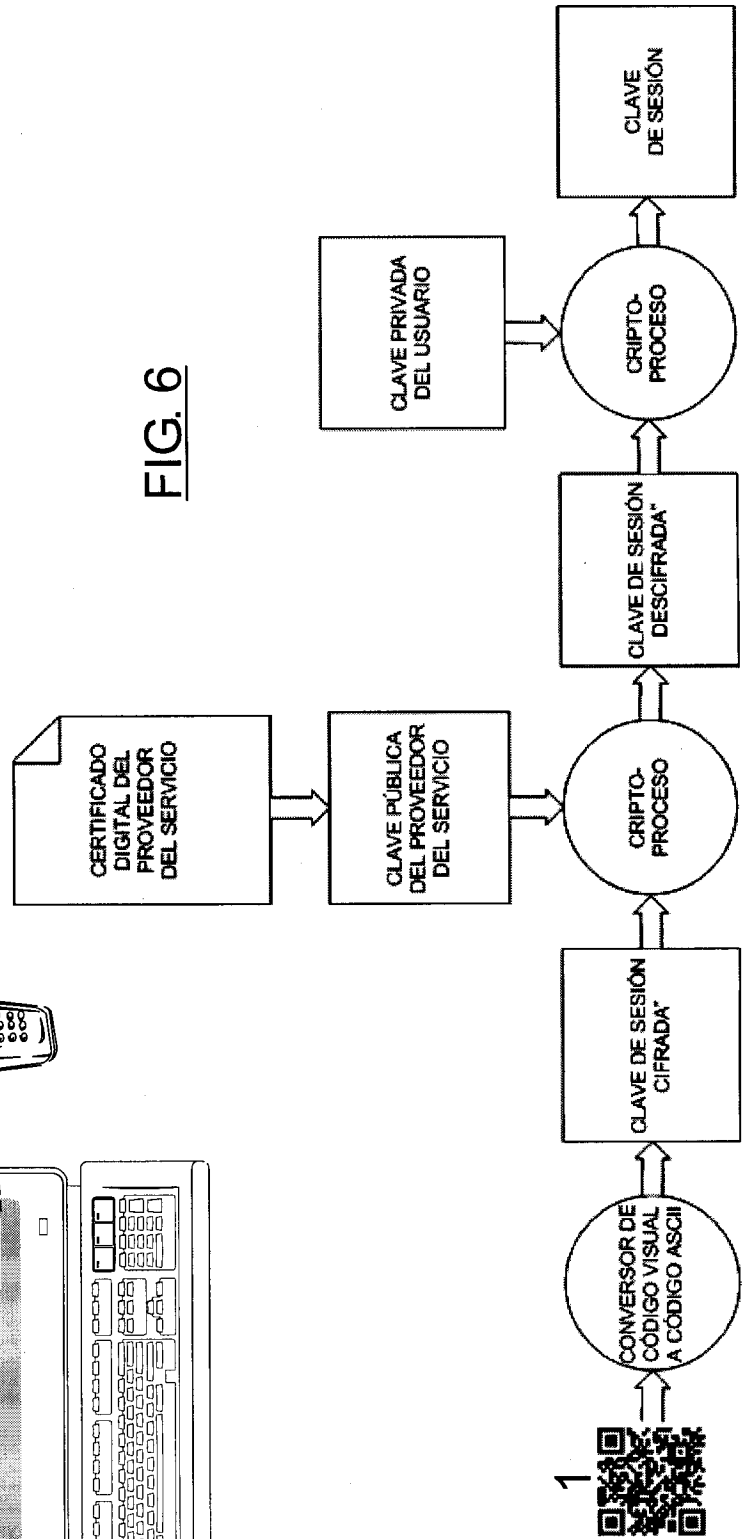 FIG. 6
1
CONVERSOR DE
CÓDIGO VISUAL
A CÓDIGO ASCII
CLAVE DE SESIÓN
CIFRADA"
CERTIFICADO
DIGITAL DEL
PROVEEDOR
DEL SERVICIO
CLAVE PÚBLICA
DEL PROVEEDOR
DEL SERVICIO
CRIPTO-
PROCESO
CLAVE DE SESIÓN
DESCIFRADA"
CLAVE PRIVADA
DEL USUARIO
CRIPTO-
PROCESO
CLAVE
DE SESIÓN